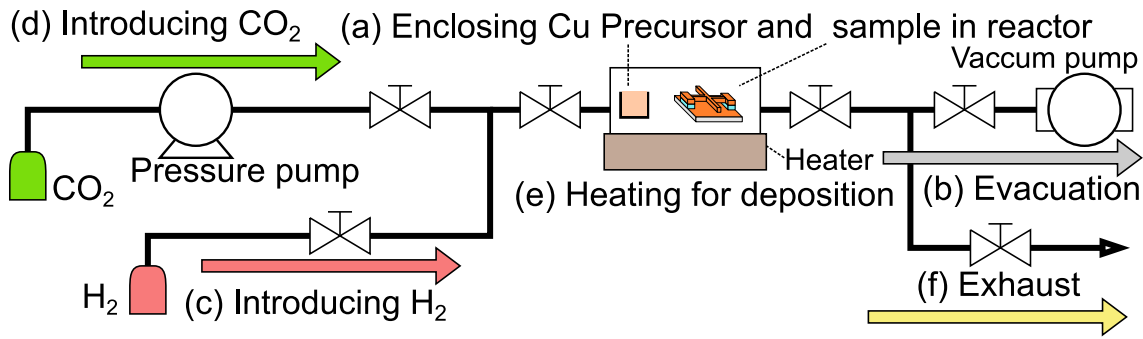 (d) Introducing CO₂
(a) Enclosing Cu Precursor and sample in reactor
Vaccum pump
Pressure pump
CO₂
Heater
(e) Heating for deposition
(b) Evacuation
H₂
(c) Introducing H₂
(f) Exhaust